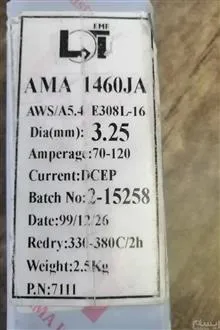 EMF
AMA 1460JA
AWS/A5.4 E308L-16
Dia(mm): 3.25
Amperage:70-120
Current:DCEP
Batch No:2-15258
Date:99/12/26
Redry:330-380C/2h
Weight:2.5Kg
P.N:7111